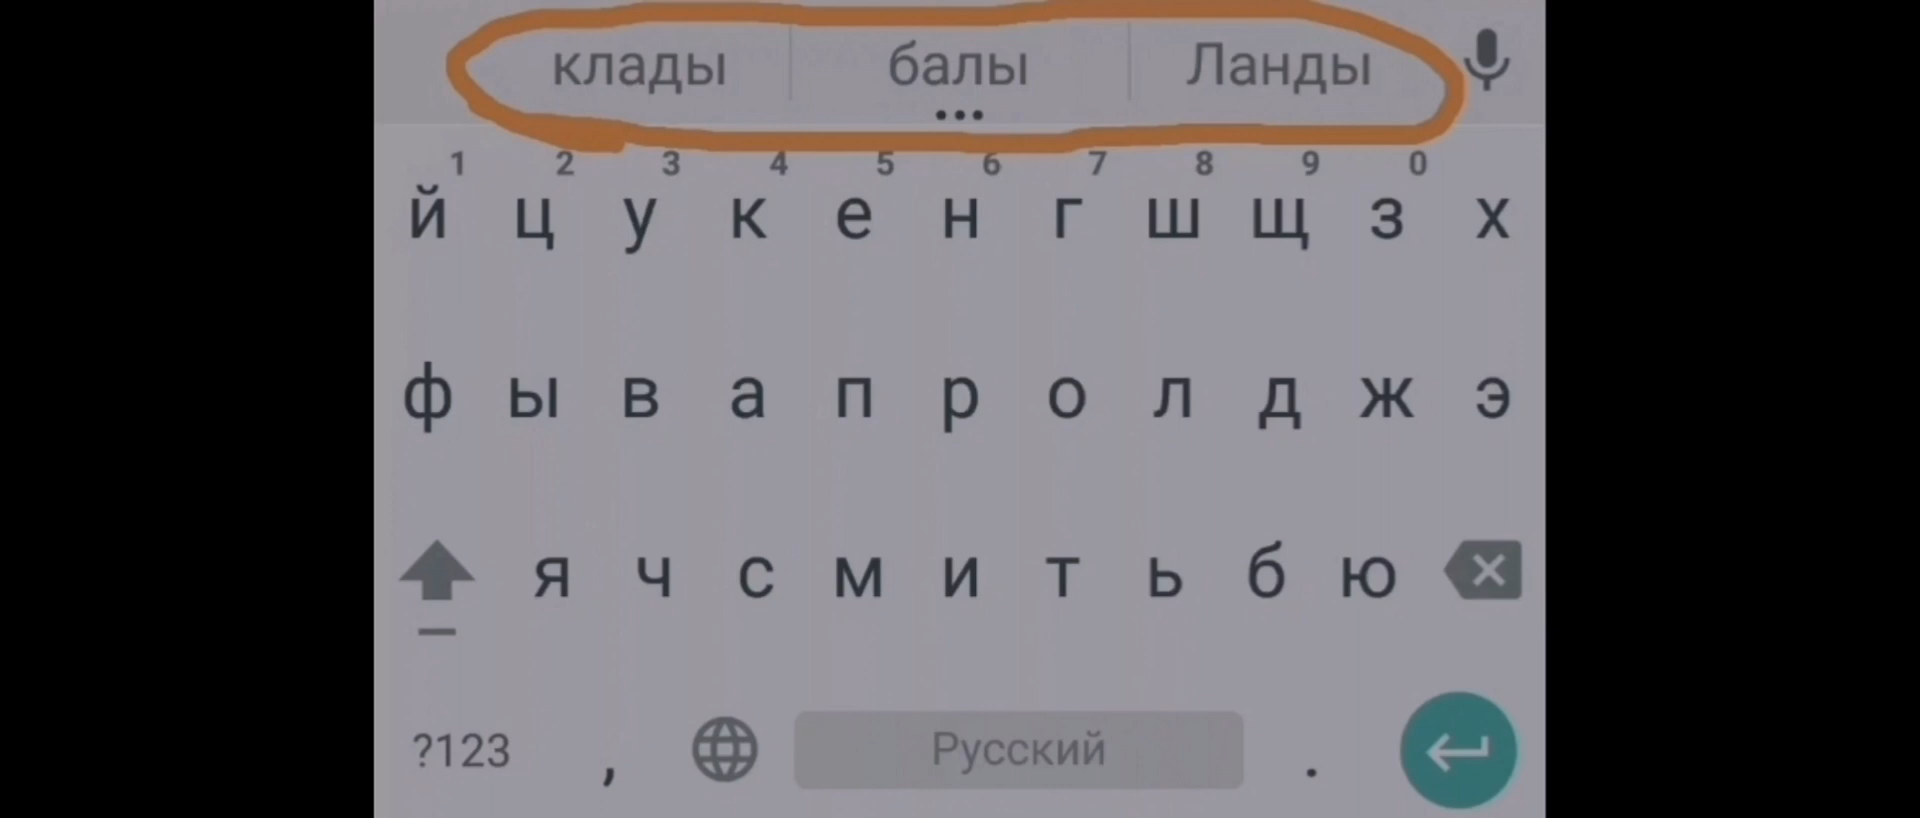 клады балы Ланды
1 2 3 4 5 6 7 8 9 0
й ц у к е н г ш щ з х
ф ы в а п р о л д ж э
я ч с м и т ь б ю
?123 , Русский .